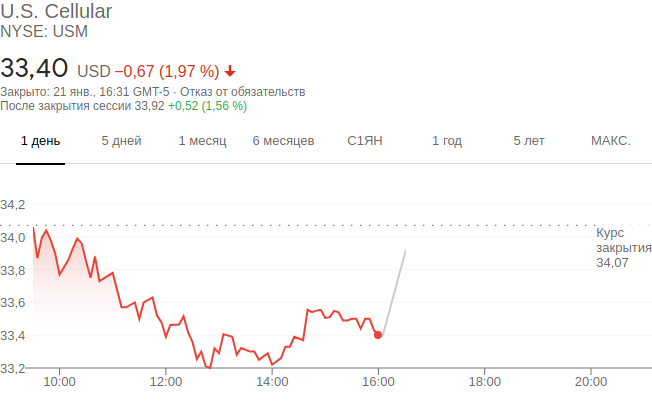 U.S. Cellular
NYSE: USM
33,40 USD −0,67 (1,97 %)
Закрыто: 21 янв., 16:31 GMT-5 · Отказ от обязательств
После закрытия сессии 33,92 +0,52 (1,56 %)
1 день 5 дней 1 месяц 6 месяцев С1ЯН 1 год 5 лет МАКС.
34,2
34,0
33,8
33,6
33,4
33,2
Курс
закрытия
34,07
10:00 12:00 14:00 16:00 18:00 20:00